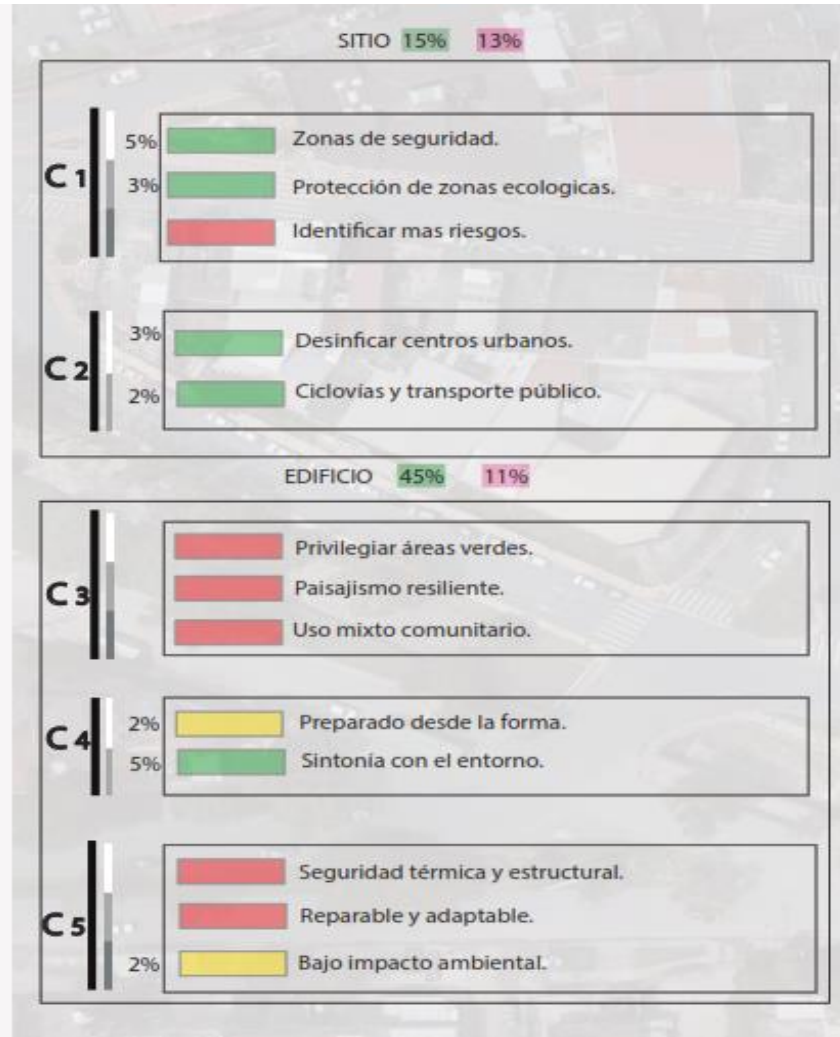 SITIO 15% 13%
C 1
5% Zonas de seguridad.
3% Protección de zonas ecologicas.
Identificar mas riesgos.
C 2
3% Desinficar centros urbanos.
2% Ciclovías y transporte público.
EDIFICIO 45% 11%
C 3
Privilegiar áreas verdes.
Paisajismo resiliente.
Uso mixto comunitario.
C 4
2% Preparado desde la forma.
5% Sintonía con el entorno.
C 5
Seguridad térmica y estructural.
Reparable y adaptable.
2% Bajo impacto ambiental.